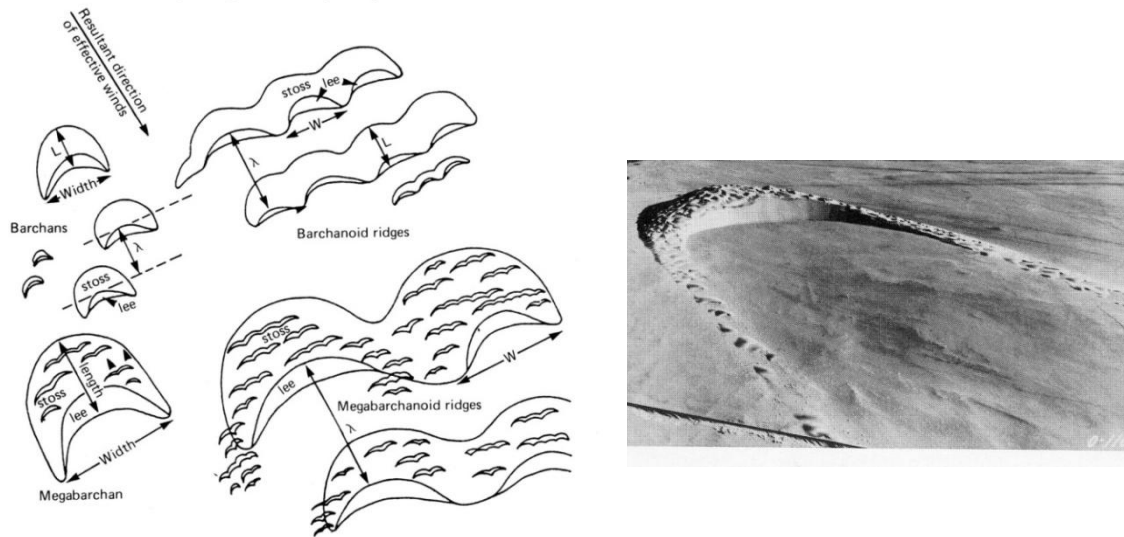 Resultant direction
of effective winds
L
Width
Barchans
λ
stoss
lee
stoss
lee
W
λ
L
Barchanoid ridges
length
stoss
lee
Width
Megabarchan
stoss
lee
W
Megabarchanoid ridges
λ